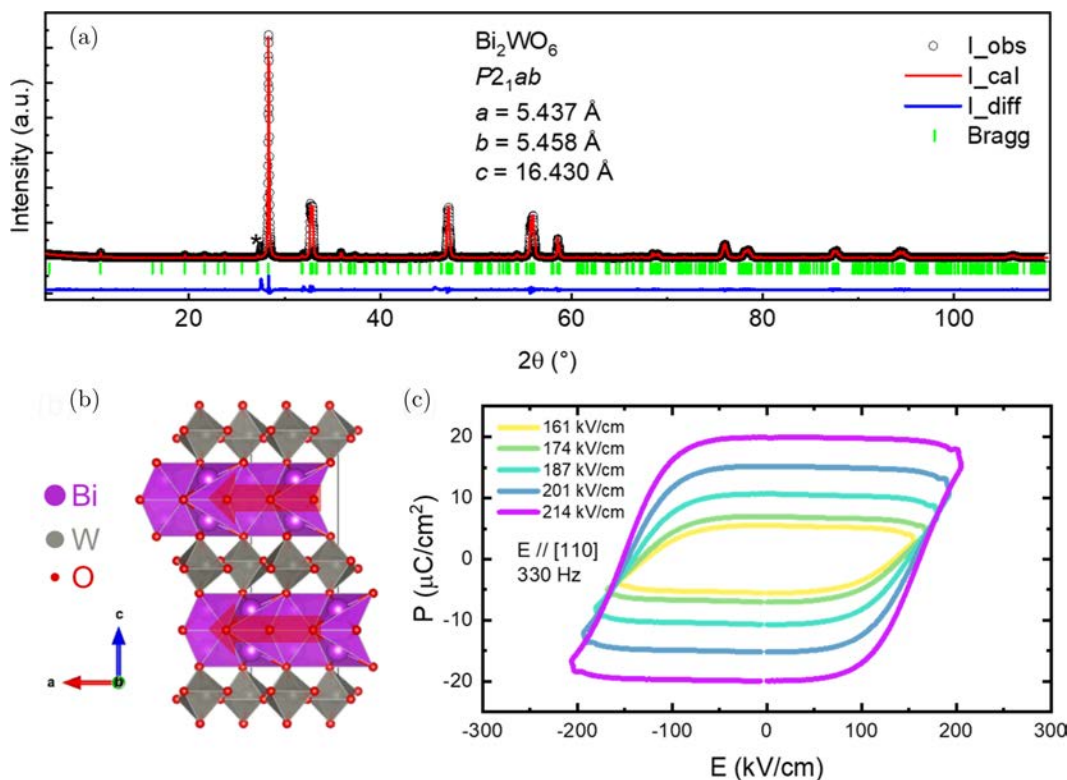 (a)
Bi₂WO₆
P2₁ab
a = 5.437 Å
b = 5.458 Å
c = 16.430 Å
I_obs
I_cal
I_diff
Bragg
Intensity (a.u.)
*
20 40 60 80 100
2θ (°)
(b)
Bi
W
O
c
a b
(c)
161 kV/cm
174 kV/cm
187 kV/cm
201 kV/cm
214 kV/cm
E // [110]
330 Hz
P (μC/cm²)
20
10
0
-10
-20
-300 -200 -100 0 100 200 300
E (kV/cm)